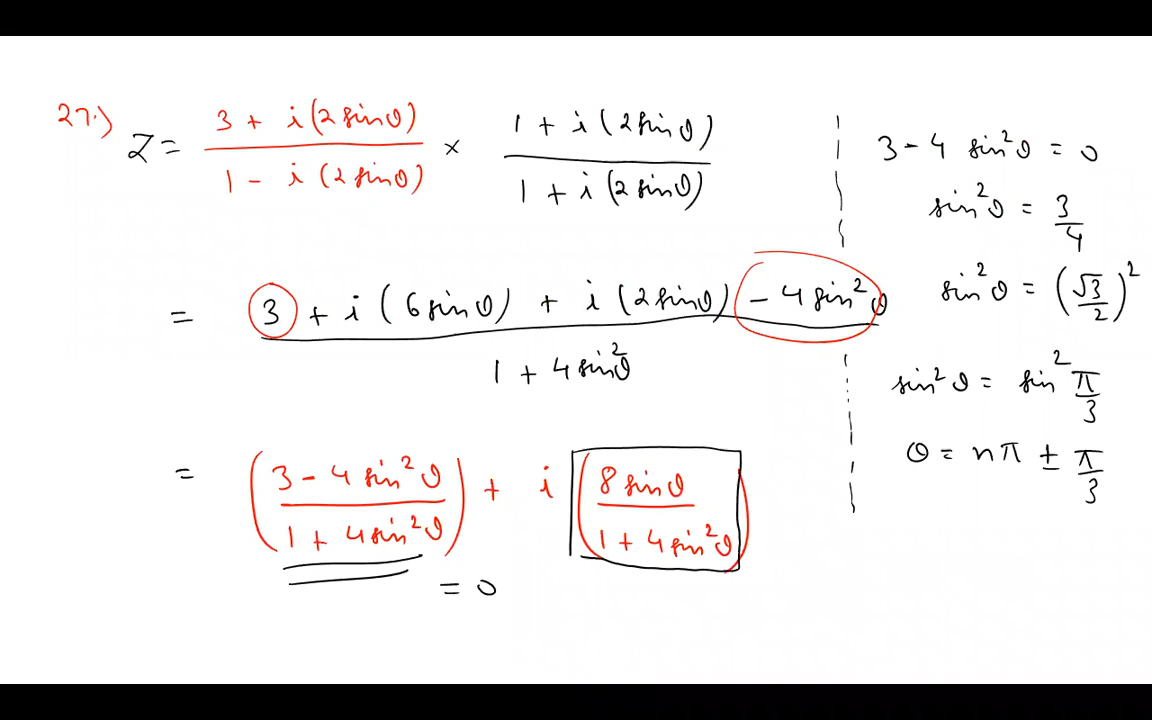 27.) Z = 3 + i(2 sinθ) / 1 - i(2 sinθ) × 1 + i(2 sinθ) / 1 + i(2 sinθ)
= 3 + i(6 sinθ) + i(2 sinθ) - 4 sin²θ / 1 + 4 sin²θ
= (3 - 4 sin²θ / 1 + 4 sin²θ) + i (8 sinθ / 1 + 4 sin²θ)
= 0
3 - 4 sin²θ = 0
sin²θ = 3/4
sin²θ = (√3/2)²
sin²θ = sin² π/3
θ = nπ ± π/3